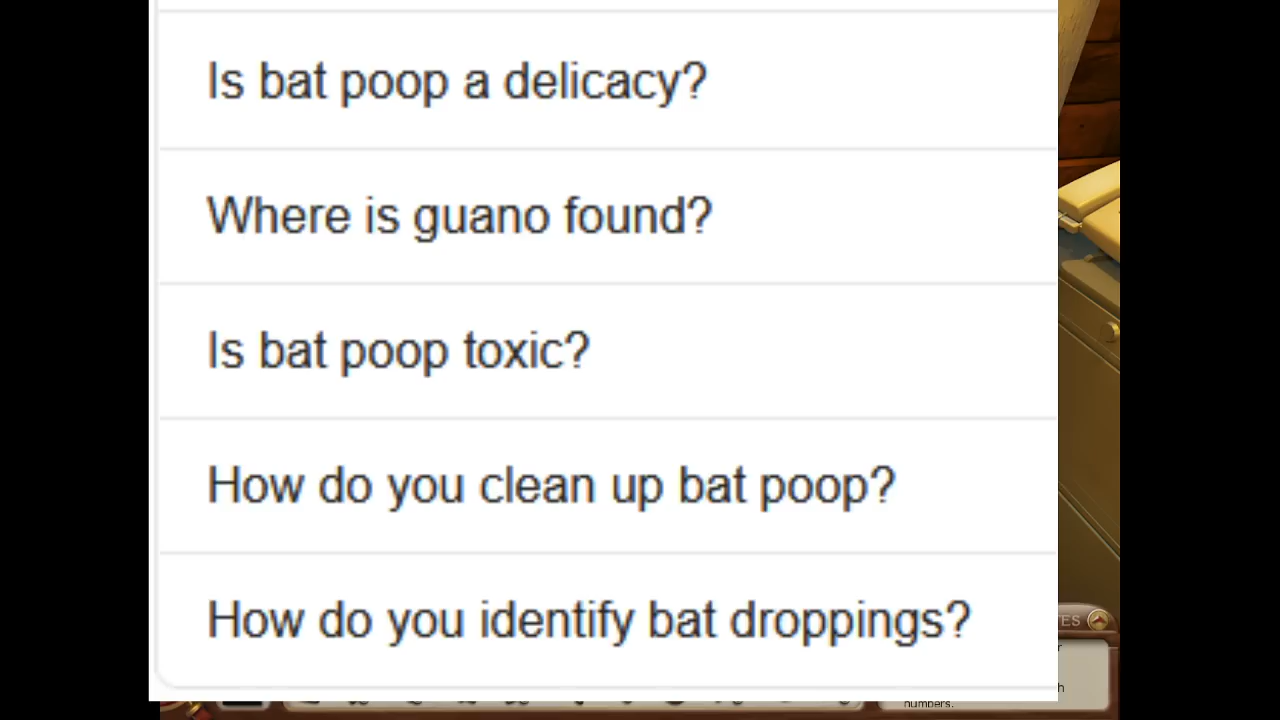 Is bat poop a delicacy?
Where is guano found?
Is bat poop toxic?
How do you clean up bat poop?
How do you identify bat droppings?
numbers.